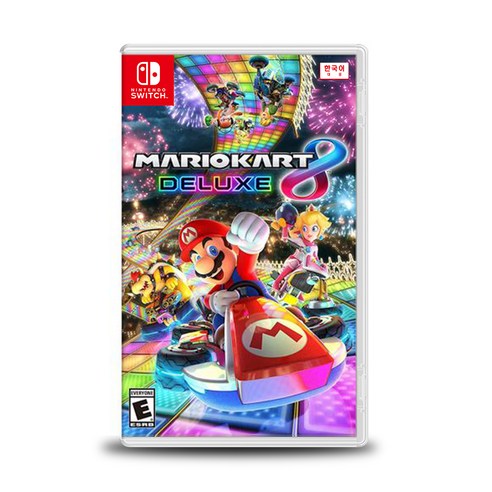 NINTENDO
SWITCH.
한국어
MARIOKART 8
DELUXE
M
M
EVERYONE
E
ESRB